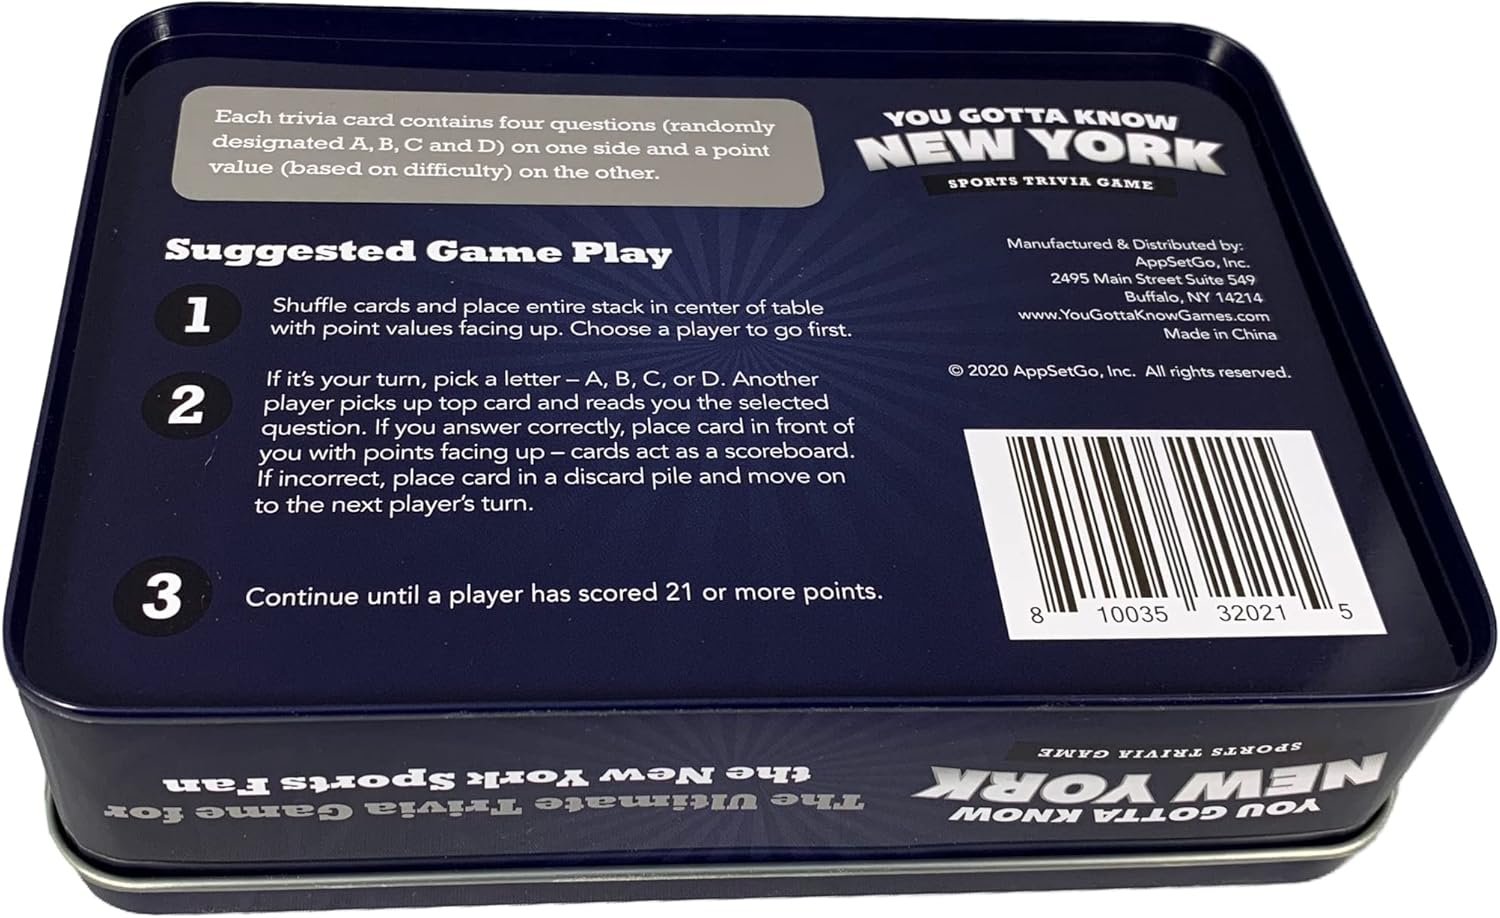 Each trivia card contains four questions (randomly
designated A, B, C and D) on one side and a point
value (based on difficulty) on the other.
YOU GOTTA KNOW
NEW YORK
SPORTS TRIVIA GAME
Suggested Game Play
1
Shuffle cards and place entire stack in center of table
with point values facing up. Choose a player to go first.
2
If it's your turn, pick a letter – A, B, C, or D. Another
player picks up top card and reads you the selected
question. If you answer correctly, place card in front of
you with points facing up – cards act as a scoreboard.
If incorrect, place card in a discard pile and move on
to the next player's turn.
3
Continue until a player has scored 21 or more points.
Manufactured & Distributed by:
AppSetGo, Inc.
2495 Main Street Suite 549
Buffalo, NY 14214
www.YouGottaKnowGames.com
Made in China
© 2020 AppSetGo, Inc. All rights reserved.
8 10035 32021 5
YOU GOTTA KNOW
NEW YORK
SPORTS TRIVIA GAME
The Ultimate Trivia Game for
the New York Sports Fan